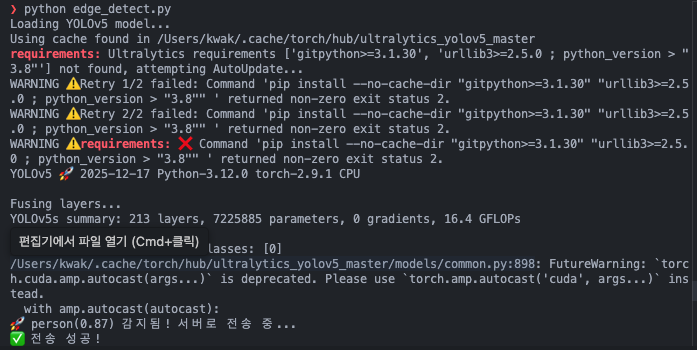 ❯ python edge_detect.py
Loading YOLOv5 model...
Using cache found in /Users/kwak/.cache/torch/hub/ultralytics_yolov5_master
requirements: Ultralytics requirements ['gitpython>=3.1.30', 'urllib3>=2.5.0 ; python_version > "
3.8"'] not found, attempting AutoUpdate...
WARNING ⚠️Retry 1/2 failed: Command 'pip install --no-cache-dir "gitpython>=3.1.30" "urllib3>=2.5
.0 ; python_version > "3.8"" ' returned non-zero exit status 2.
WARNING ⚠️Retry 2/2 failed: Command 'pip install --no-cache-dir "gitpython>=3.1.30" "urllib3>=2.5
.0 ; python_version > "3.8"" ' returned non-zero exit status 2.
WARNING ⚠️requirements: ❌ Command 'pip install --no-cache-dir "gitpython>=3.1.30" "urllib3>=2.5.
0 ; python_version > "3.8"" ' returned non-zero exit status 2.
YOLOv5 🚀 2025-12-17 Python-3.12.0 torch-2.9.1 CPU
Fusing layers...
YOLOv5s summary: 213 layers, 7225885 parameters, 0 gradients, 16.4 GFLOPs
편집기에서 파일 열기 (Cmd+클릭) lasses: [0]
/Users/kwak/.cache/torch/hub/ultralytics_yolov5_master/models/common.py:898: FutureWarning: `torc
h.cuda.amp.autocast(args...)` is deprecated. Please use `torch.amp.autocast('cuda', args...)` ins
tead.
with amp.autocast(autocast):
🚀 person(0.87) 감지됨! 서버로 전송 중...
✅ 전송 성공!